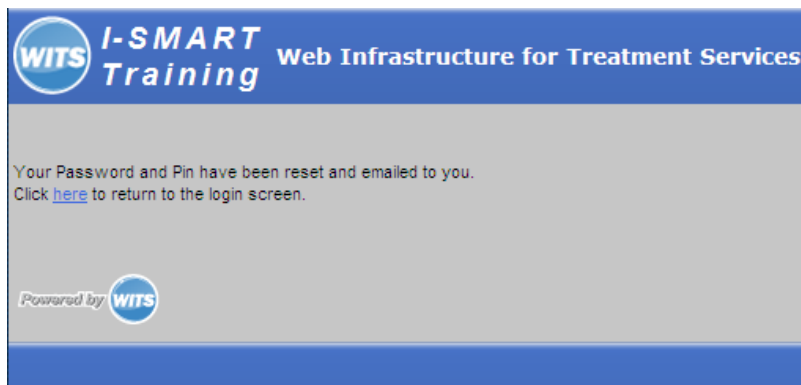 WITS
I-SMART
Training
Web Infrastructure for Treatment Services
Your Password and Pin have been reset and emailed to you.
Click here to return to the login screen.
Powered by WITS